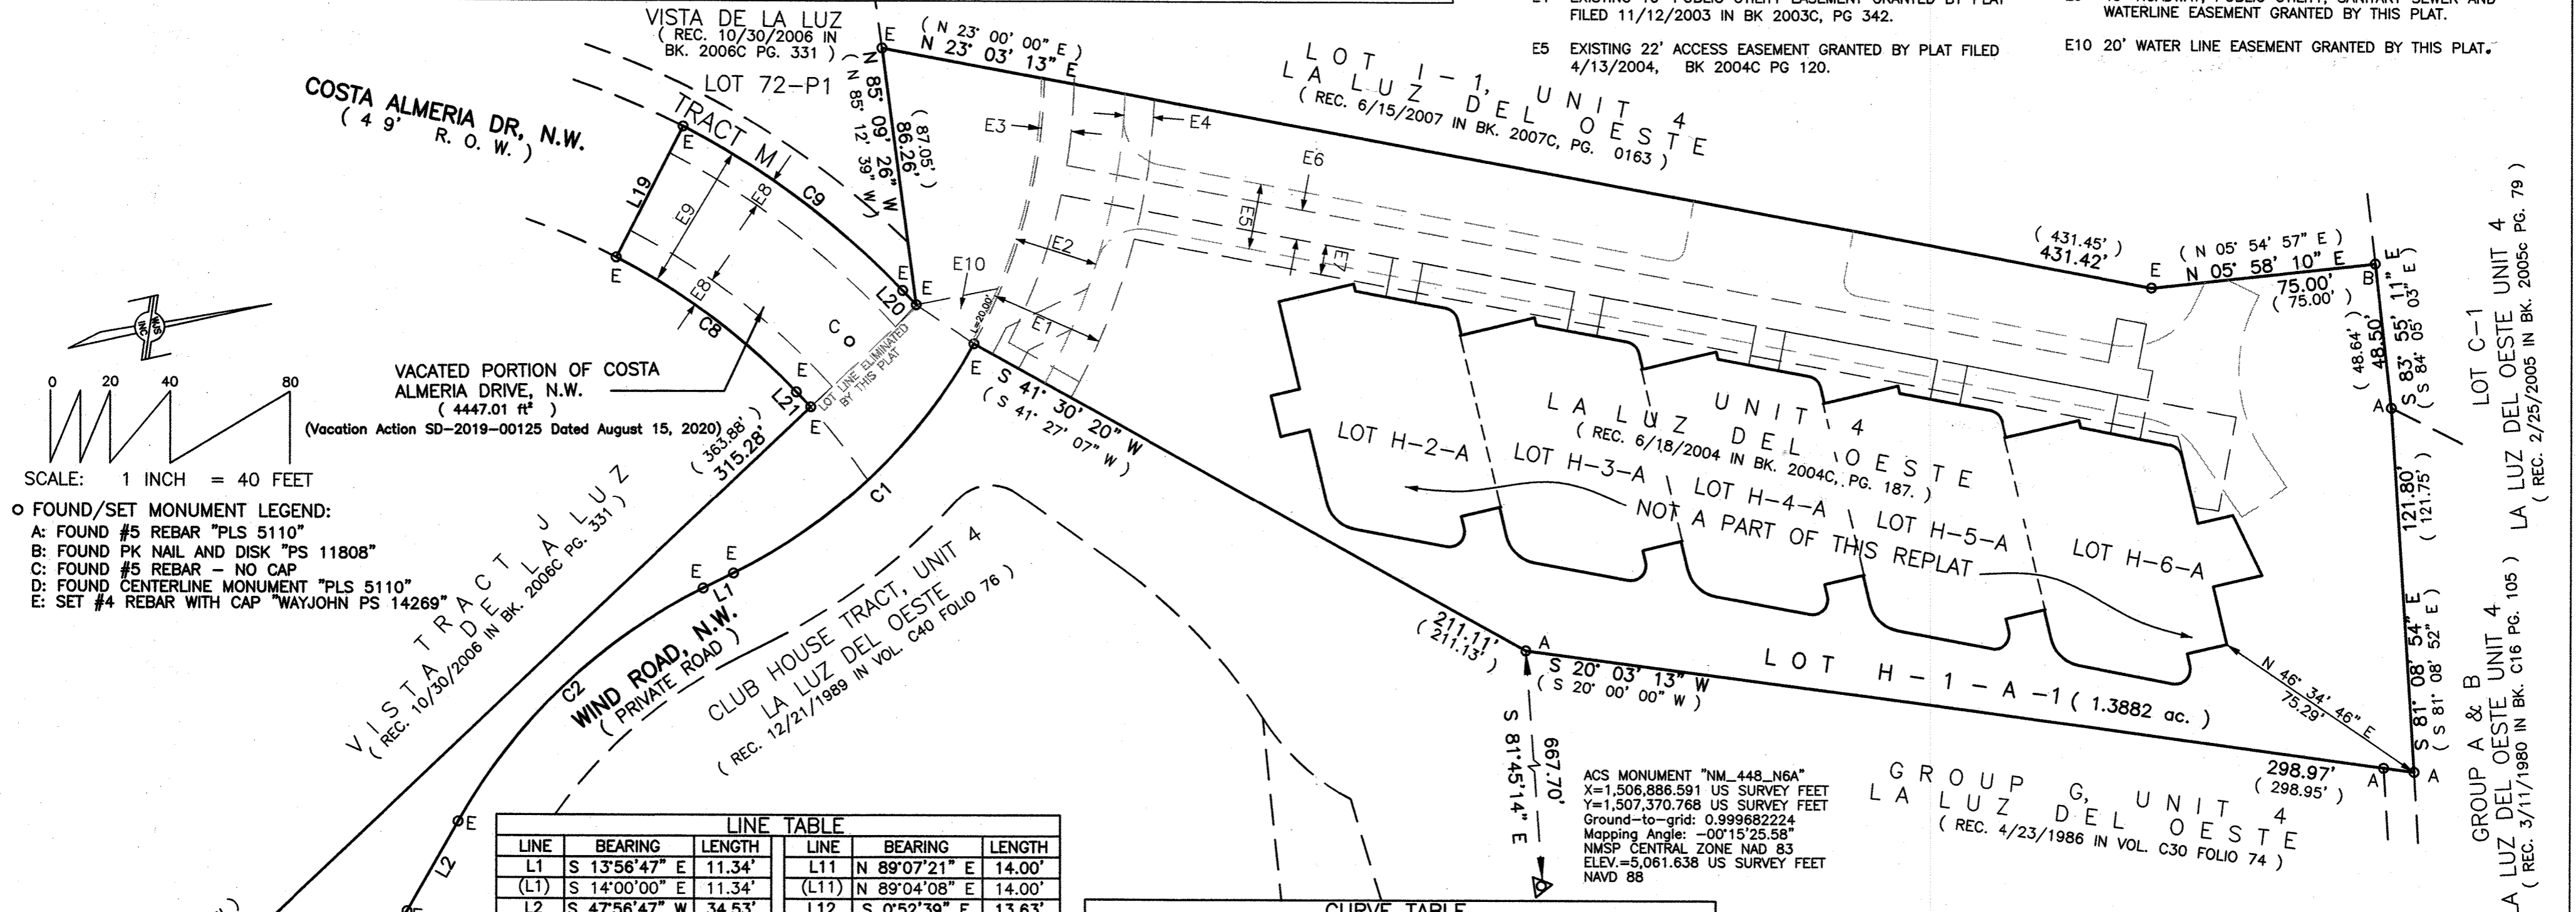 VISTA DE LA LUZ
( REC. 10/30/2006 IN
BK. 2006C PG. 331 )
LOT 72-P1
COSTA ALMERIA DR, N.W.
( 49' R. O. W. )
TRACT M
( N 23° 00' 00" E )
N 23° 03' 13" E
N 85° 09' 26" W
( N 85° 12' 39" W )
86.26'
(87.05')
LOT I-1, UNIT 4
LA LUZ DEL OESTE
( REC. 6/15/2007 IN BK. 2007C, PG. 0163 )
FILED 11/12/2003 IN BK 2003C, PG 342.
E5 EXISTING 22' ACCESS EASEMENT GRANTED BY PLAT FILED
4/13/2004, BK 2004C PG 120.
WATERLINE EASEMENT GRANTED BY THIS PLAT.
E10 20' WATER LINE EASEMENT GRANTED BY THIS PLAT.
E
E
E
E
E
E
E
E
E3
E4
E6
E5
E7
E2
E1
E10
L=20.00'
L19
E9
E8
E8
C9
C8
L20
L21
C
LOT LINE ELIMINATED
BY THIS PLAT
( 431.45' )
431.42'
E
( N 05° 54' 57" E )
N 05° 58' 10" E
75.00'
( 75.00' )
B
S 83° 55' 11" E
( S 84° 05' 03" E )
48.50'
( 48.64' )
A
LOT C-1
LA LUZ DEL OESTE UNIT 4
( REC. 2/25/2005 IN BK. 2005c PG. 79 )
121.80'
( 121.75' )
S 81° 08' 54" E
( S 81° 08' 52" E )
GROUP A & B
LA LUZ DEL OESTE UNIT 4
( REC. 3/11/1980 IN BK. C16 PG. 105 )
WJS
INC
0 20 40 80
SCALE: 1 INCH = 40 FEET
VACATED PORTION OF COSTA
ALMERIA DRIVE, N.W.
( 4447.01 ft² )
(Vacation Action SD-2019-00125 Dated August 15, 2020)
FOUND/SET MONUMENT LEGEND:
A: FOUND #5 REBAR "PLS 5110"
B: FOUND PK NAIL AND DISK "PS 11808"
C: FOUND #5 REBAR - NO CAP
D: FOUND CENTERLINE MONUMENT "PLS 5110"
E: SET #4 REBAR WITH CAP "WAYJOHN PS 14269"
( 363.88' )
315.28'
TRACT J
VISTA DE LA LUZ
( REC. 10/30/2006 IN BK. 2006C PG. 331 )
S 41° 30' 20" W
( S 41° 27' 07" W )
C1
E
E
L1
C2
E
L2
WIND ROAD, N.W.
( PRIVATE ROAD )
CLUB HOUSE TRACT, UNIT 4
LA LUZ DEL OESTE
( REC. 12/21/1989 IN VOL. C40 FOLIO 76 )
UNIT 4
LA LUZ DEL OESTE
( REC. 6/18/2004 IN BK. 2004C, PG. 187. )
LOT H-2-A
LOT H-3-A
LOT H-4-A
LOT H-5-A
LOT H-6-A
NOT A PART OF THIS REPLAT
211.11'
( 211.13' )
A
S 20° 03' 13" W
( S 20° 00' 00" W )
LOT H-1-A-1 ( 1.3882 ac. )
N 46° 34' 46" E
75.29'
298.97'
( 298.95' )
A
A
667.70'
S 81°45'14" E
ACS MONUMENT "NM_448_N6A"
X=1,506,886.591 US SURVEY FEET
Y=1,507,370.768 US SURVEY FEET
Ground-to-grid: 0.999682224
Mapping Angle: -00°15'25.58"
NMSP CENTRAL ZONE NAD 83
ELEV.=5,061.638 US SURVEY FEET
NAVD 88
GROUP G, UNIT 4
LA LUZ DEL OESTE
( REC. 4/23/1986 IN VOL. C30 FOLIO 74 )
LINE TABLE
LINE BEARING LENGTH LINE BEARING LENGTH
L1 S 13°56'47" E 11.34' L11 N 89°07'21" E 14.00'
(L1) S 14°00'00" E 11.34' (L11) N 89°04'08" E 14.00'
L2 S 47°56'47" W 34.53' L12 S 0°52'39" E 13.63'
CURVE TABLE